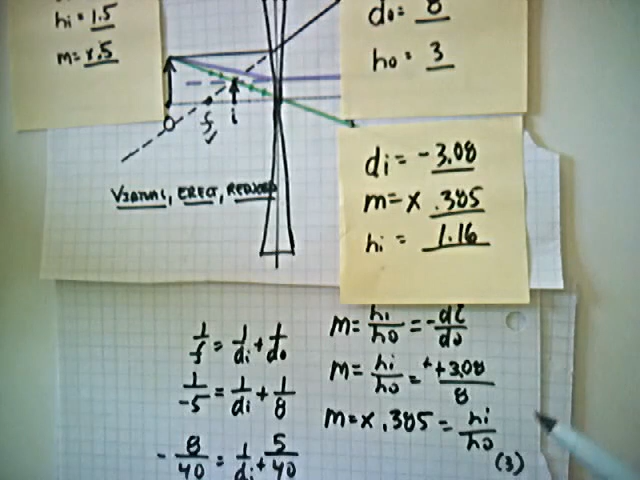 hi = 1.5
m = x.5
do = 8
ho = 3
o
f
i
VIRTUAL, ERECT, REDUCED
di = -3.08
m = x .385
hi = 1.16
1/f = 1/di + 1/do
1/-5 = 1/di + 1/8
-8/40 = 1/di + 5/40
m = hi/ho = -di/do
m = hi/ho = ++3.08/8
m = x .385 = hi/ho
(3)